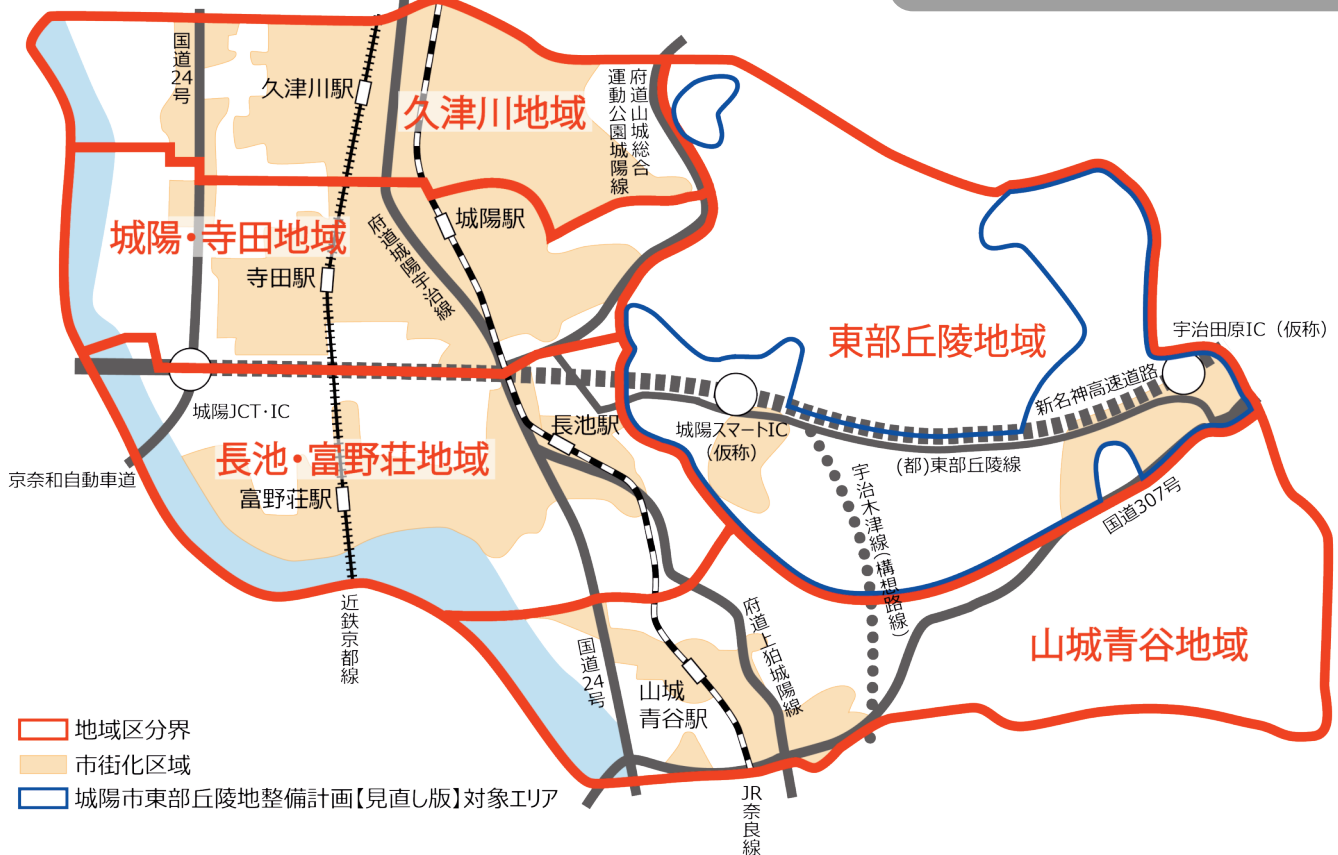 国道24号
久津川駅
久津川地域
府道山城総合
運動公園城陽線
城陽・寺田地域
城陽駅
寺田駅
府道城陽宇治線
東部丘陵地域
宇治田原IC（仮称）
新名神高速道路
城陽JCT・IC
長池駅
城陽スマートIC
（仮称）
(都)東部丘陵線
長池・富野荘地域
京奈和自動車道
富野荘駅
宇治木津線(構想路線)
国道307号
近鉄京都線
国道24号
山城
青谷駅
府道上狛城陽線
山城青谷地域
JR奈良線
地域区分界
市街化区域
城陽市東部丘陵地整備計画【見直し版】対象エリア